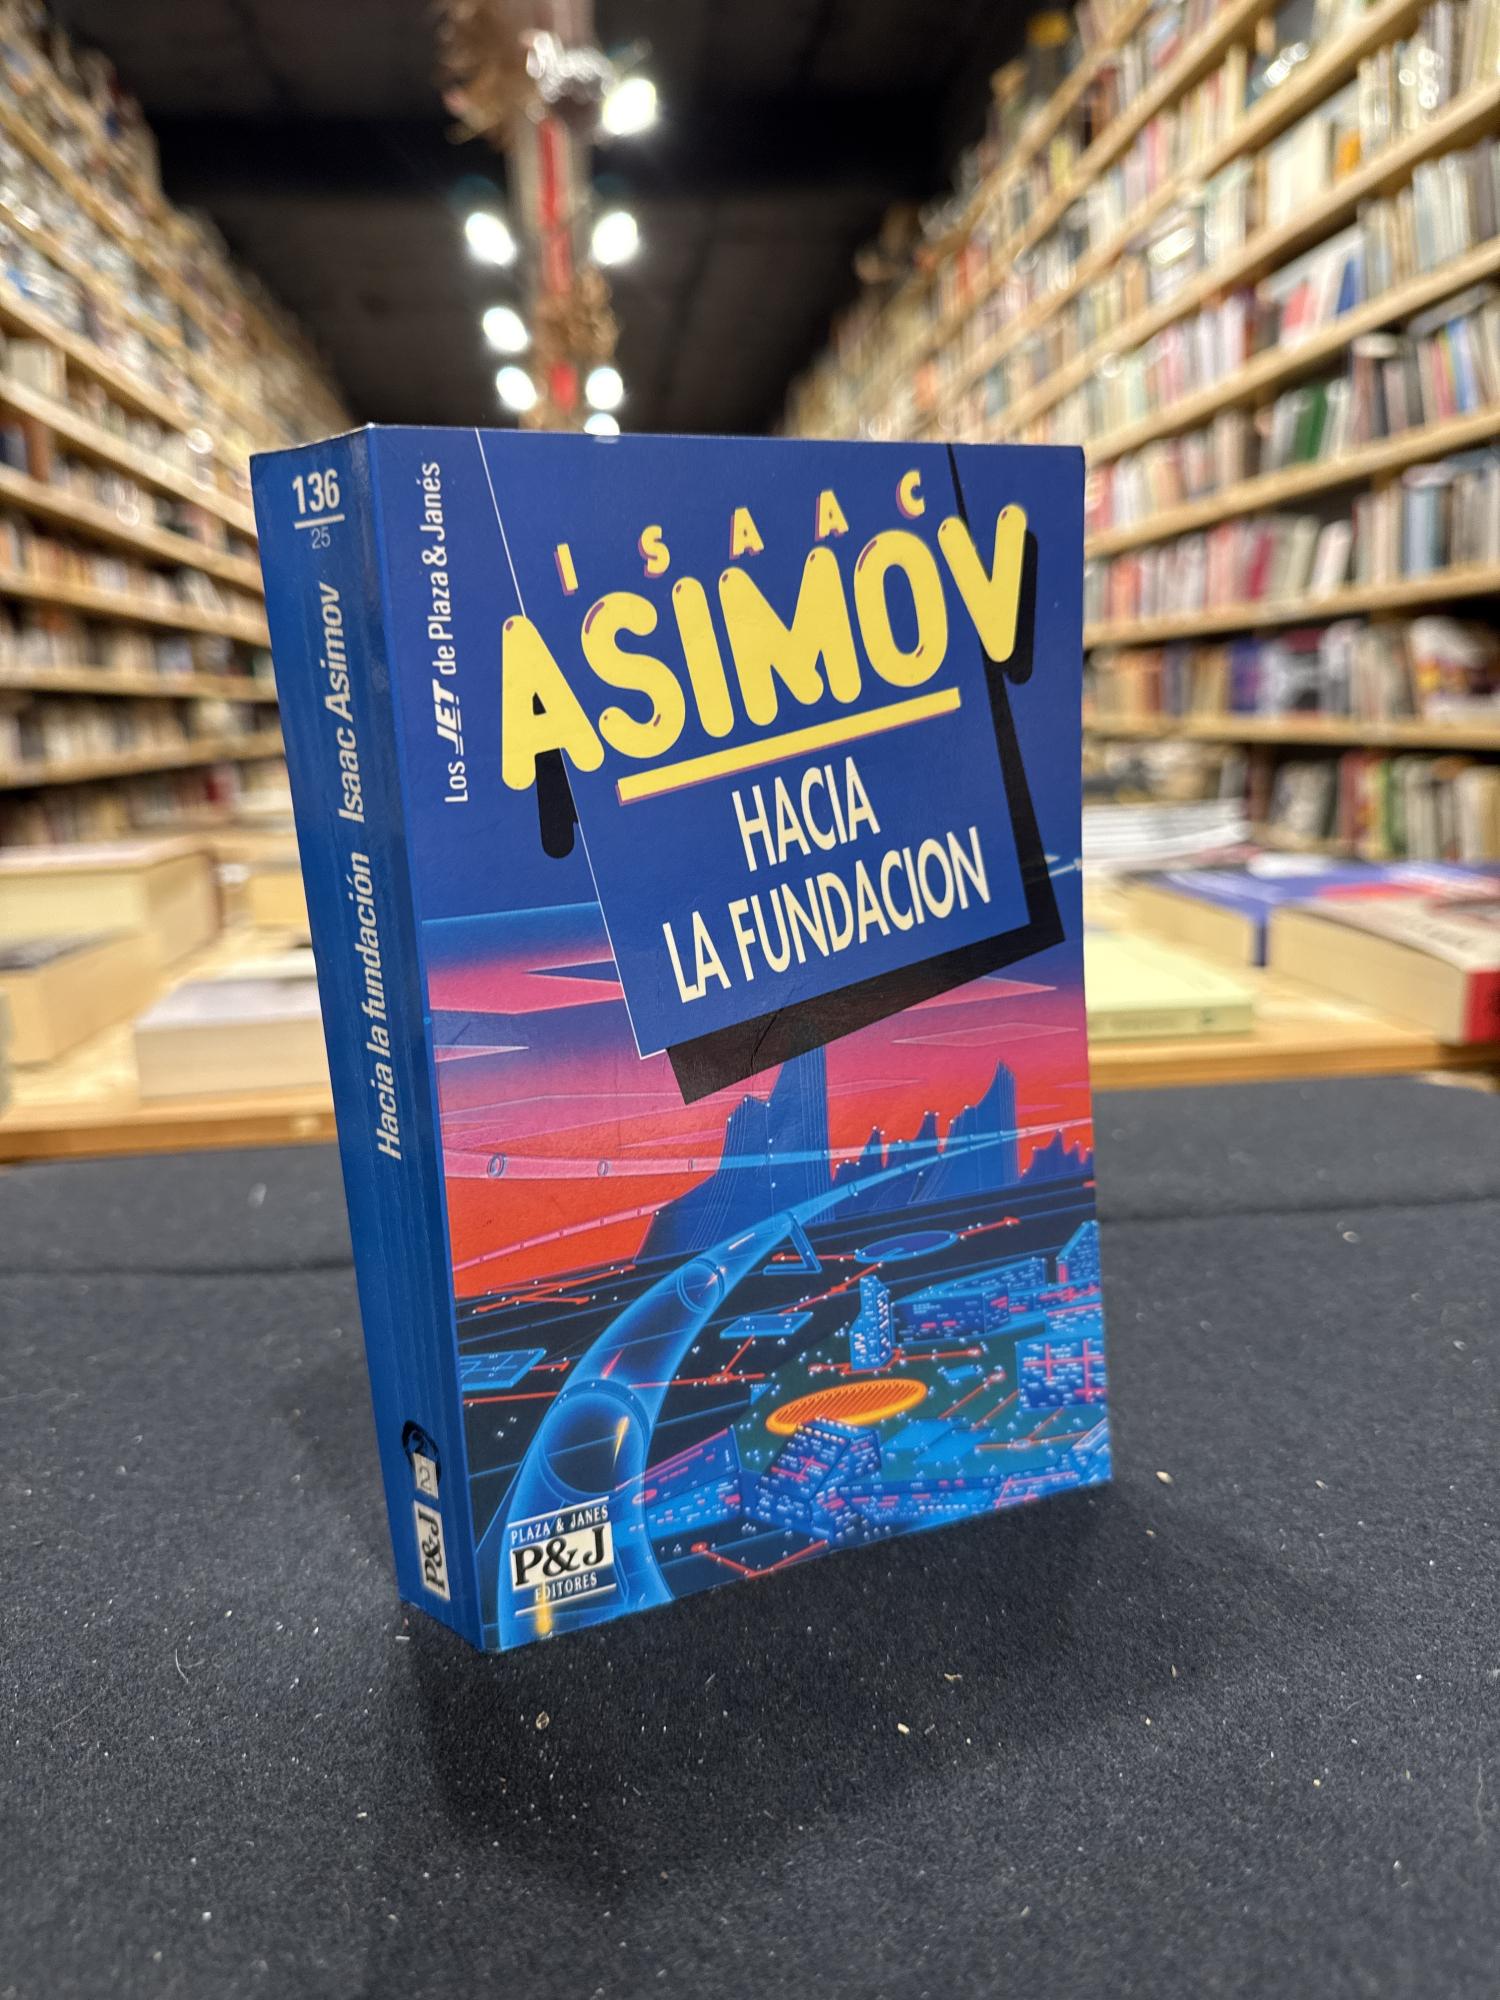 136
25
Hacia la fundación Isaac Asimov
2
P&J
Los JET de Plaza & Janés
ISAAC
ASIMOV
HACIA
LA FUNDACION
PLAZA & JANES
P&J
EDITORES